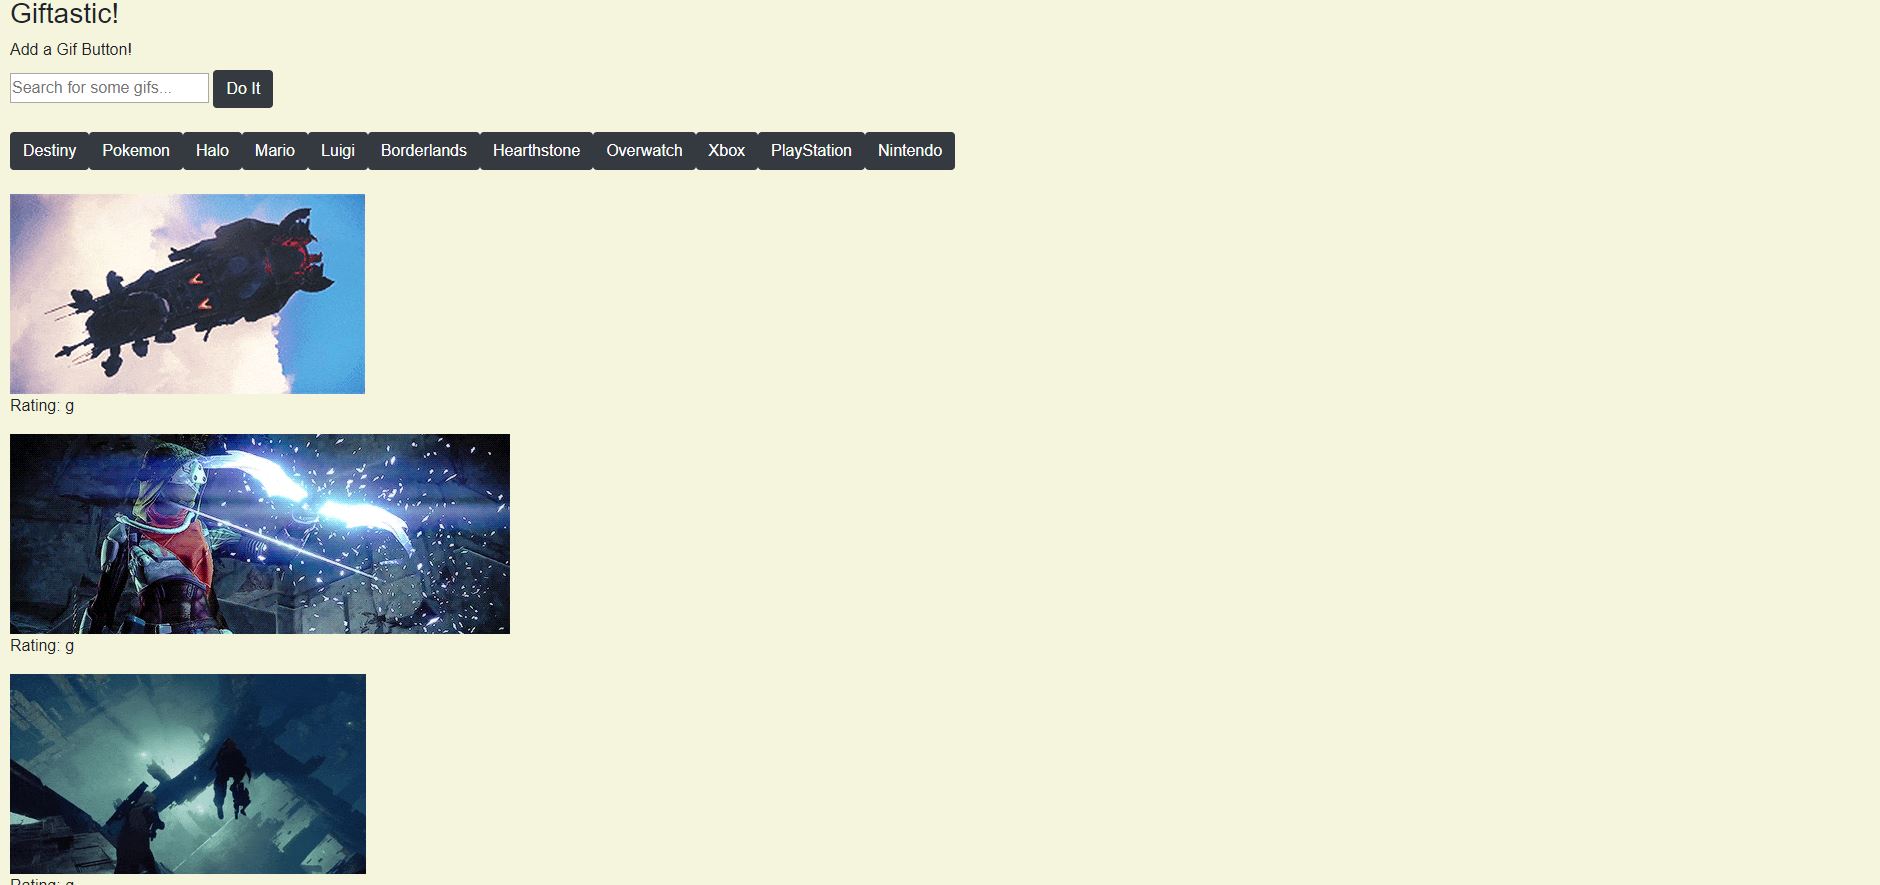 Giftastic!
Add a Gif Button!
Search for some gifs... Do It
Destiny Pokemon Halo Mario Luigi Borderlands Hearthstone Overwatch Xbox PlayStation Nintendo
Rating: g
Rating: g
Rating: g